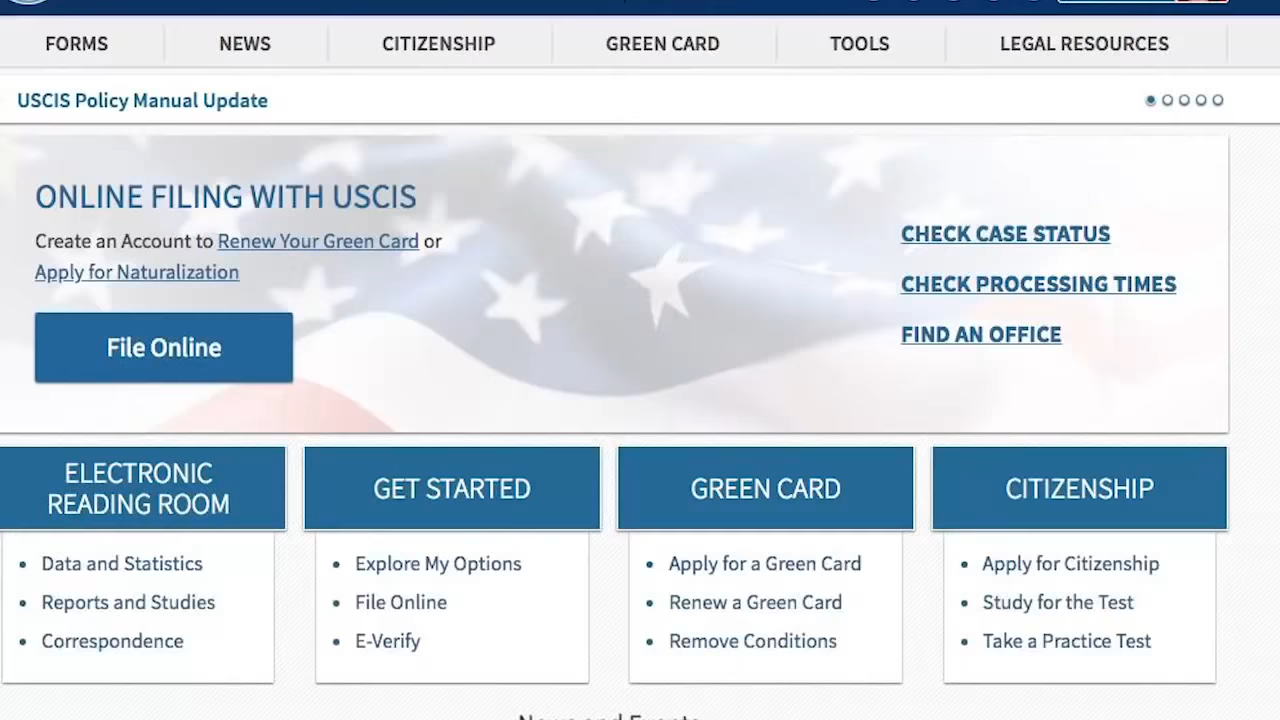 FORMS
NEWS
CITIZENSHIP
GREEN CARD
TOOLS
LEGAL RESOURCES
USCIS Policy Manual Update
ONLINE FILING WITH USCIS
Create an Account to Renew Your Green Card or
Apply for Naturalization
File Online
CHECK CASE STATUS
CHECK PROCESSING TIMES
FIND AN OFFICE
ELECTRONIC
READING ROOM
Data and Statistics
Reports and Studies
Correspondence
GET STARTED
Explore My Options
File Online
E-Verify
GREEN CARD
Apply for a Green Card
Renew a Green Card
Remove Conditions
CITIZENSHIP
Apply for Citizenship
Study for the Test
Take a Practice Test
News and Events